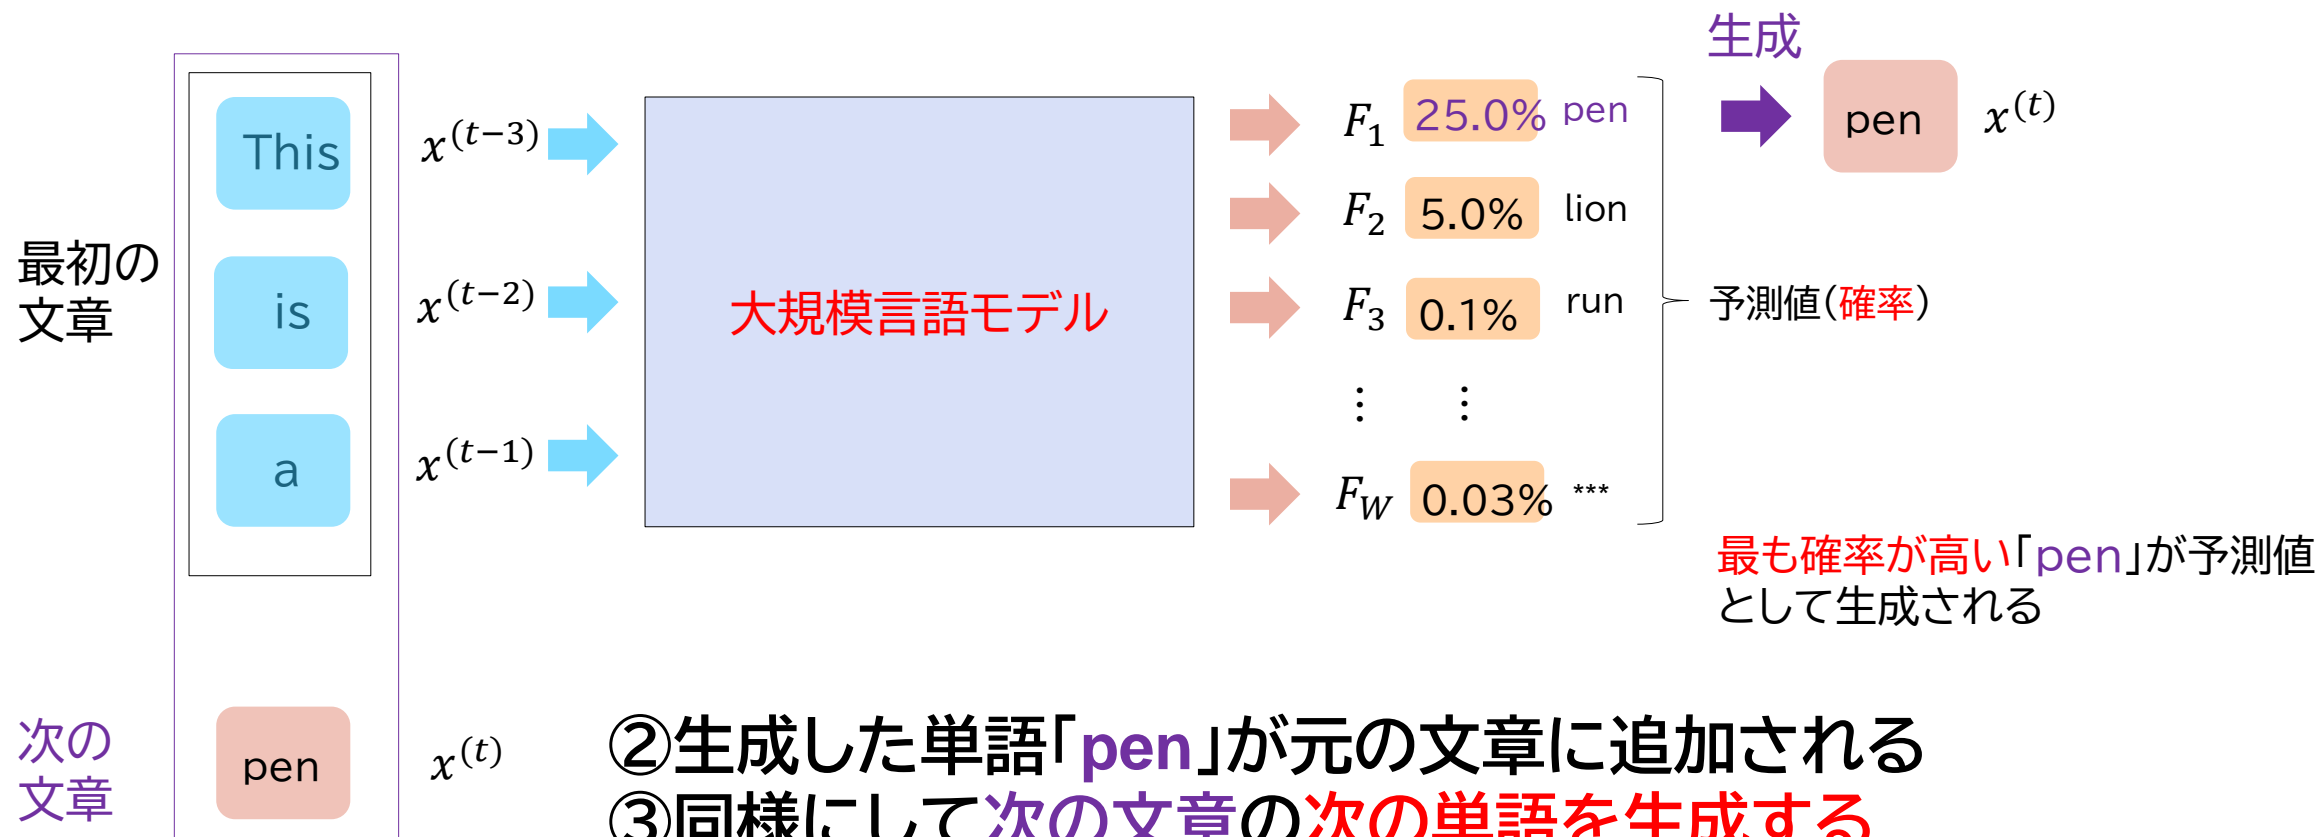 生成
This
x^(t−3)
F_1 25.0% pen
pen x^(t)
F_2 5.0% lion
最初の
文章
is
x^(t−2)
大規模言語モデル
F_3 0.1% run
予測値(確率)
⋮ ⋮
a
x^(t−1)
F_W 0.03% ***
最も確率が高い「pen」が予測値
として生成される
次の
文章
pen
x^(t)
②生成した単語「pen」が元の文章に追加される
③同様にして次の文章の次の単語を生成する